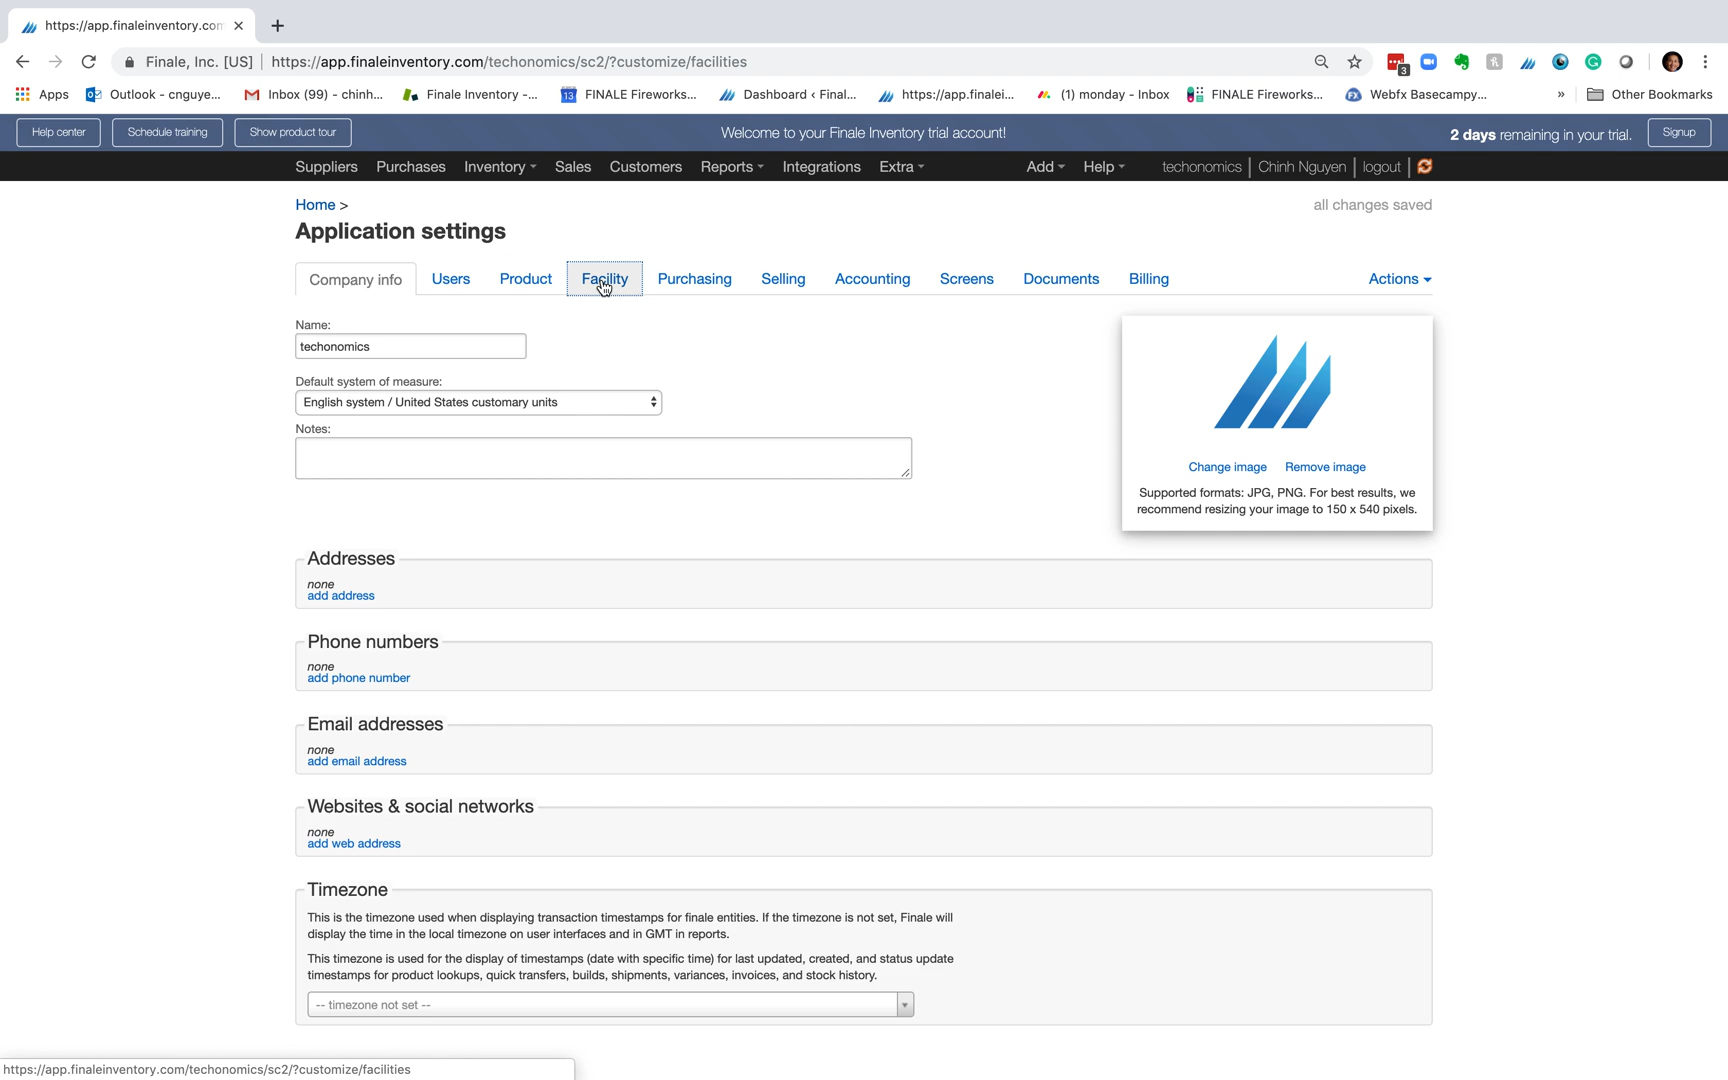 https://app.finaleinventory.com
Finale, Inc. [US] | https://app.finaleinventory.com/techonomics/sc2/?customize/facilities
3
Apps Outlook - cnguye... Inbox (99) - chinh... Finale Inventory -... 13 FINALE Fireworks... Dashboard ‹ Final... https://app.finalei... (1) monday - Inbox FINALE Fireworks... FX Webfx Basecampy... » Other Bookmarks
Help center Schedule training Show product tour Welcome to your Finale Inventory trial account! 2 days remaining in your trial. Signup
Suppliers Purchases Inventory Sales Customers Reports Integrations Extra Add Help techonomics | Chinh Nguyen | logout |
Home > all changes saved
Application settings
Company info Users Product Facility Purchasing Selling Accounting Screens Documents Billing Actions
Name:
techonomics
Default system of measure:
English system / United States customary units
Notes:
Change image Remove image
Supported formats: JPG, PNG. For best results, we
recommend resizing your image to 150 x 540 pixels.
Addresses
none
add address
Phone numbers
none
add phone number
Email addresses
none
add email address
Websites & social networks
none
add web address
Timezone
This is the timezone used when displaying transaction timestamps for finale entities. If the timezone is not set, Finale will
display the time in the local timezone on user interfaces and in GMT in reports.
This timezone is used for the display of timestamps (date with specific time) for last updated, created, and status update
timestamps for product lookups, quick transfers, builds, shipments, variances, invoices, and stock history.
-- timezone not set --
https://app.finaleinventory.com/techonomics/sc2/?customize/facilities